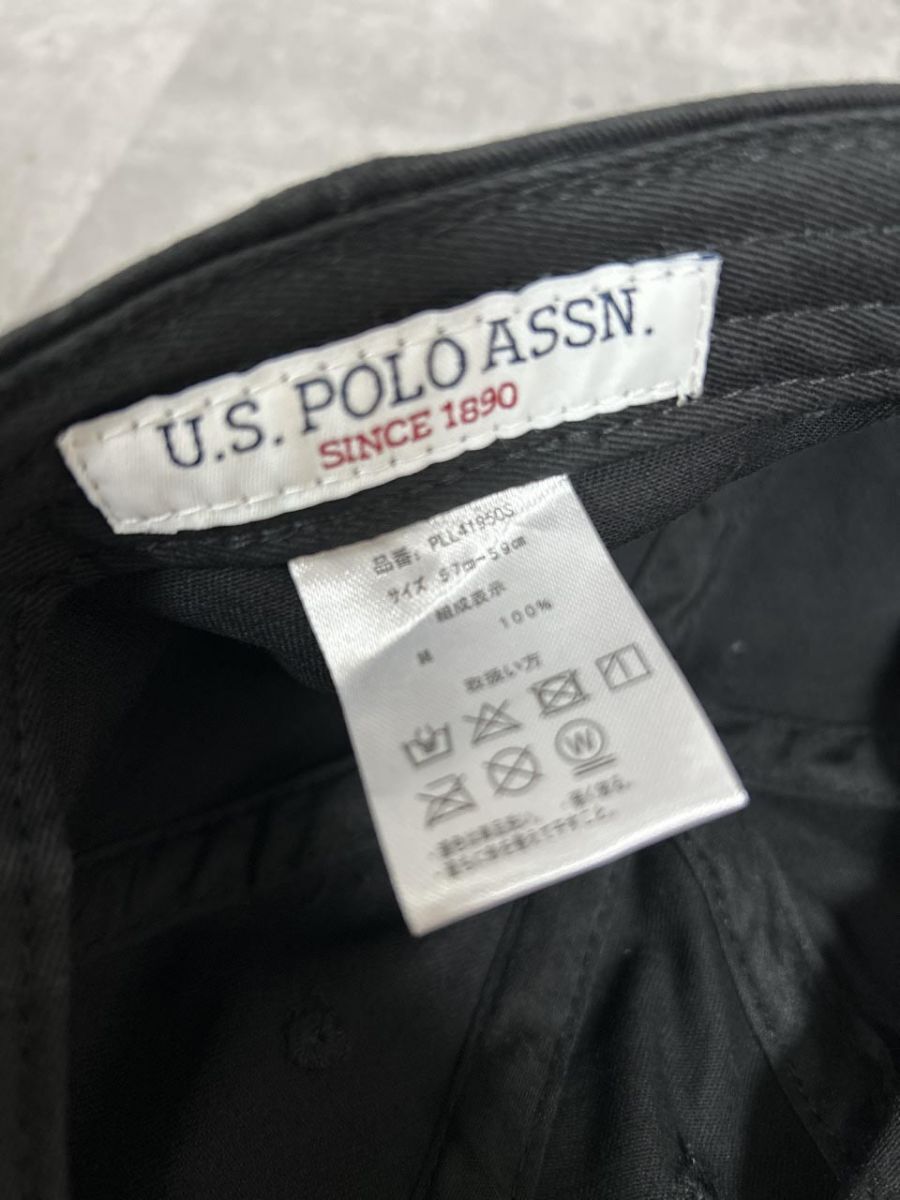 U.S. POLO ASSN.
SINCE 1890
品番: PLL41950S
サイズ 57㎝-59㎝
組成表示
100%
取扱い方
W